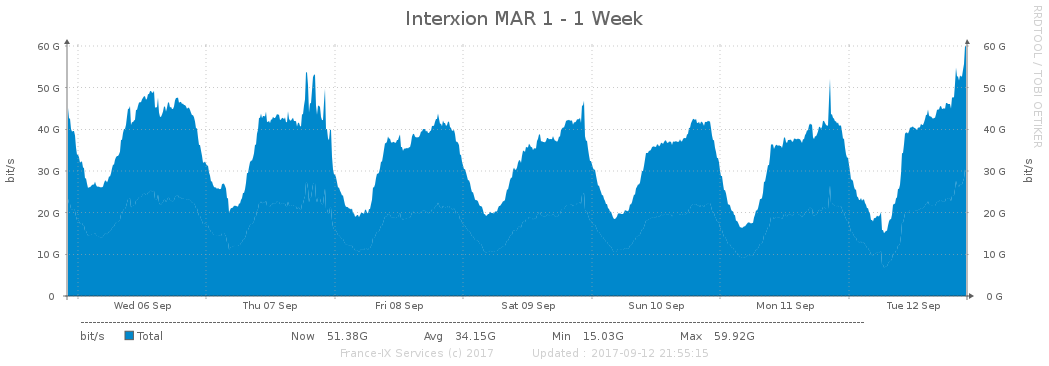 Interxion MAR 1 - 1 Week
RRDTOOL / TOBI OETIKER
60 G 60 G
50 G 50 G
40 G 40 G
30 G 30 G
20 G 20 G
10 G 10 G
0 0 G
bit/s bit/s
Wed 06 Sep Thu 07 Sep Fri 08 Sep Sat 09 Sep Sun 10 Sep Mon 11 Sep Tue 12 Sep
bit/s Total Now 51.38G Avg 34.15G Min 15.03G Max 59.92G
France-IX Services (c) 2017 Updated : 2017-09-12 21:55:15